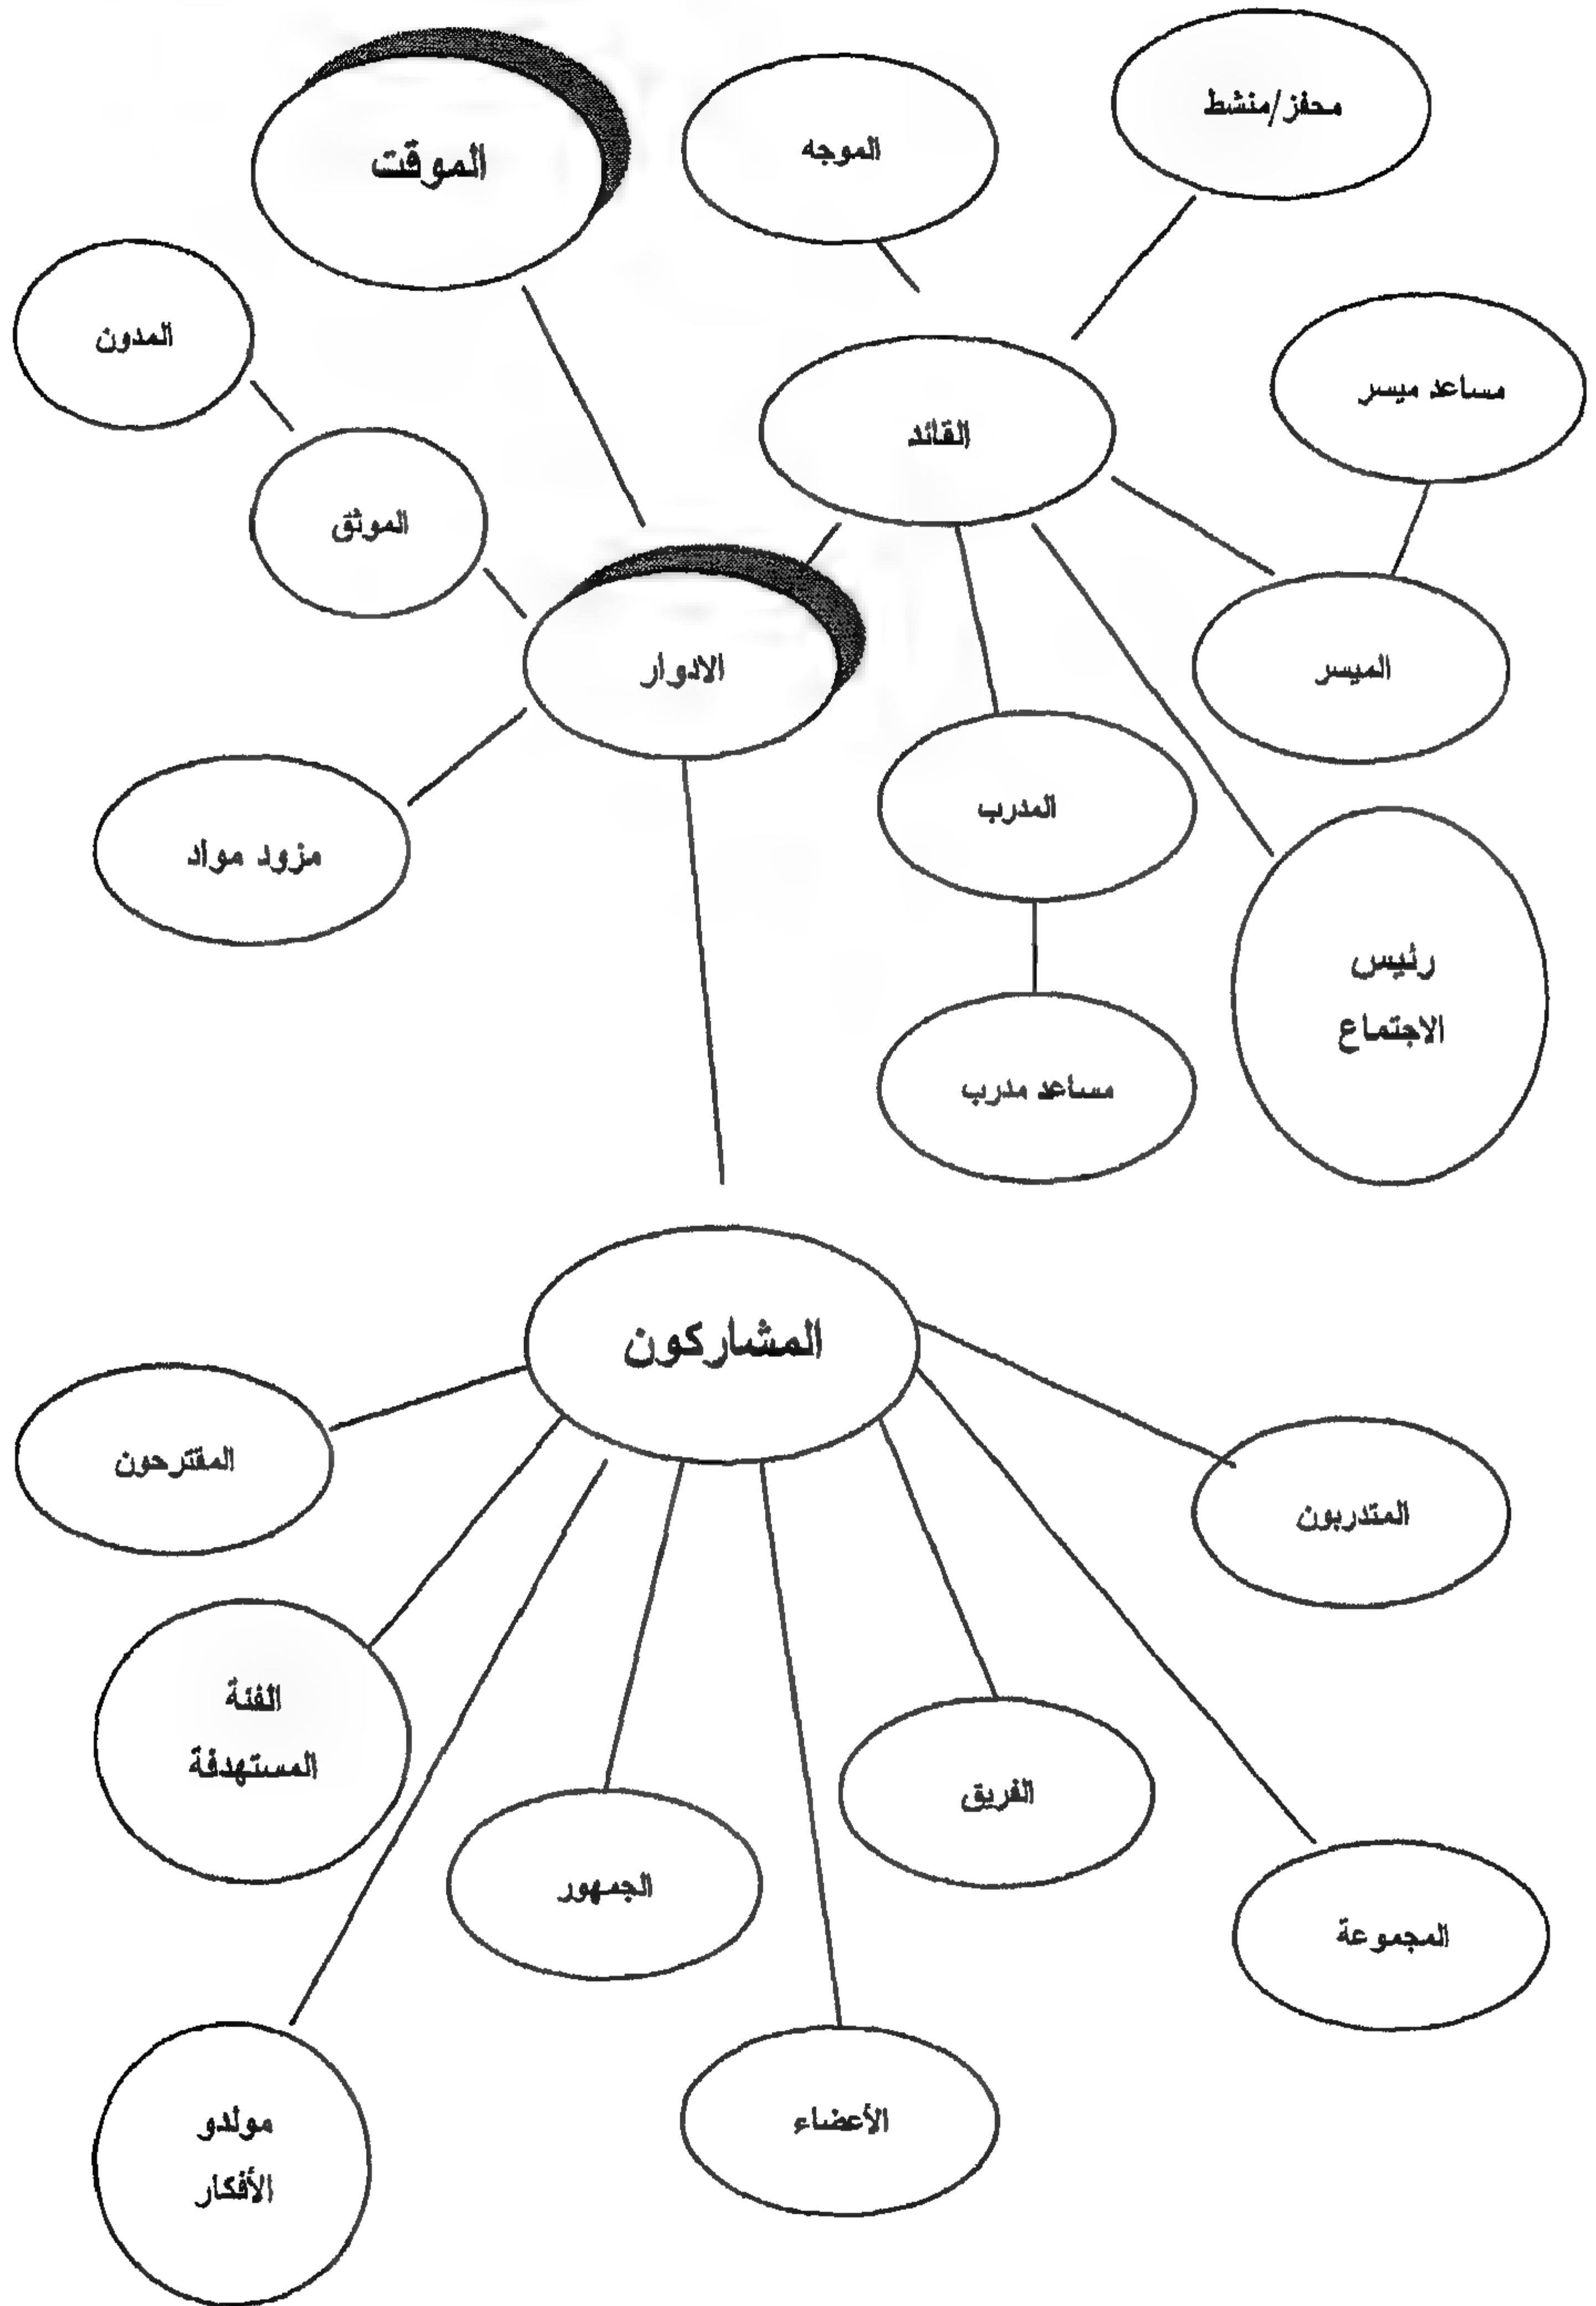 محفز/منشط
الموجه
الموقت
المدون
مساعد ميسر
القائد
الموثق
الادوار
الميسر
المدرب
مزود مواد
رئيس
الاجتماع
مساعد مدرب
المشاركون
المقترحون
المتدربون
الفئة
المستهدفة
الفريق
الجمهور
المجموعة
الأعضاء
مولدو
الأفكار